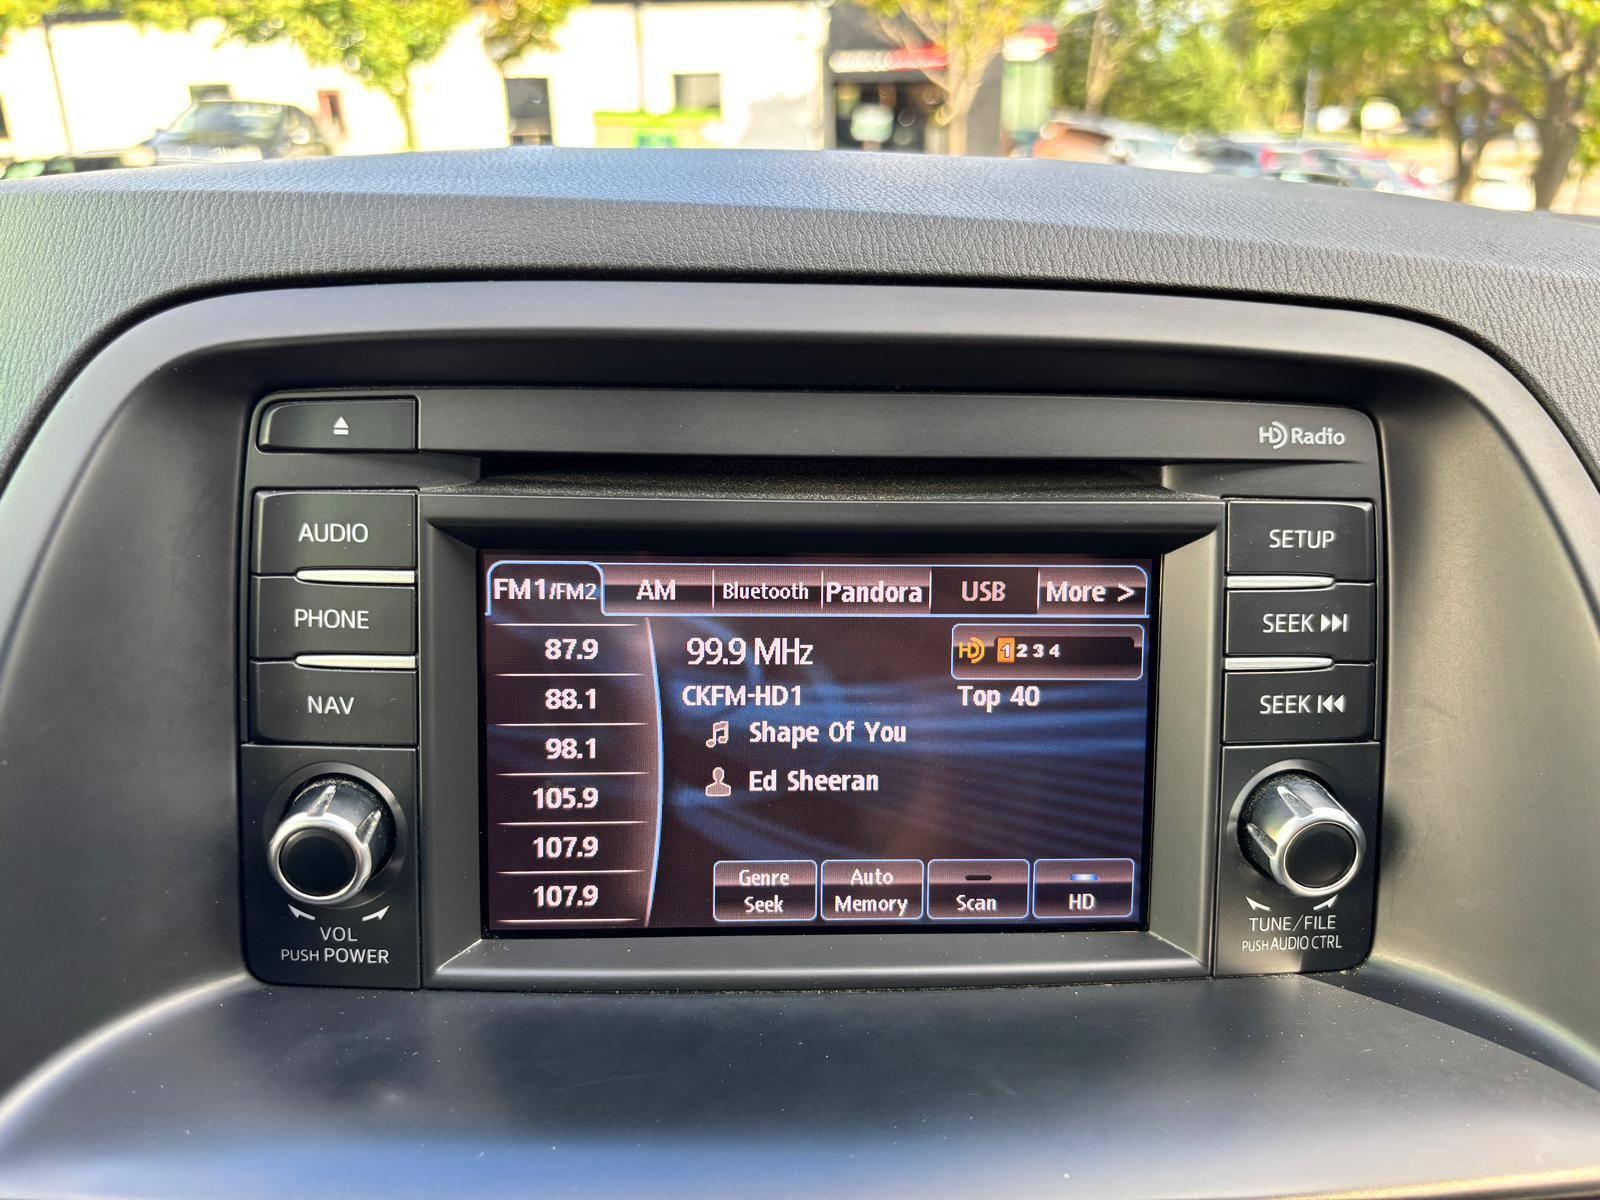 HD Radio
AUDIO
PHONE
NAV
VOL
PUSH POWER
FM1/FM2 AM Bluetooth Pandora USB More >
87.9
88.1
98.1
105.9
107.9
107.9
99.9 MHz
HD 1 2 3 4
CKFM-HD1
Top 40
Shape Of You
Ed Sheeran
Genre
Seek
Auto
Memory
Scan
HD
SETUP
SEEK
SEEK
TUNE/FILE
PUSH AUDIO CTRL